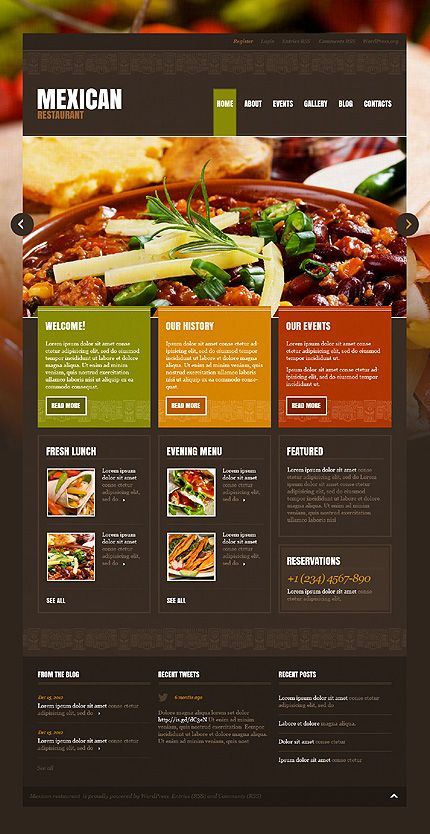 Register Login Entries RSS Comments RSS WordPress.org
MEXICAN
RESTAURANT
HOME ABOUT EVENTS GALLERY BLOG CONTACTS
WELCOME!
Lorem ipsum dolor sit amet conse
ctetur adipisicing elit, sed do eiusmod
tempor incididunt ut labore et dolore
magna aliqua. Ut enim ad minim
veniam, quis nostrud exercitation
ullamco laboris nisi ut aliquip ex ea
commodo consequat.
READ MORE
OUR HISTORY
Lorem ipsum dolor sit amet conse
ctetur adipisicing elit, sed do eiusmod
tempor incididunt ut labore et dolore
magna aliqua. Ut enim ad minim
veniam, quis nostrud exercitation
ullamco laboris nisi ut aliquip ex ea
commodo conse-
quat.
READ MORE
OUR EVENTS
Lorem ipsum dolor sit amet conse
ctetur adipisicing elit, sed do eiusmod
tempor incididunt ut labore.
Ipsum dolor sit amet conse ctetur
adipisicing elit, sed do eiusmod tempor
incididunt ut.
READ MORE
FRESH LUNCH
Lorem ipsum
dolor sit amet
conse ctetur
adipisicing elit,
sed do
Lorem ipsum
dolor sit amet
conse ctetur
adipisicing elit,
sed do
SEE ALL
EVENING MENU
Lorem ipsum
dolor sit amet
conse ctetur
adipisicing elit,
sed do
Lorem ipsum
dolor sit amet
conse ctetur
adipisicing elit,
sed do
SEE ALL
FEATURED
Lorem ipsum dolor sit amet conse
ctetur adipisicing elit, sed do eiusmod
tempor incididunt ut labore et dolore
magna aliqua. Ut enim ad minim
veniam, quis nostrud exercitation
ullamco laboris nisi
RESERVATIONS
+1 (234) 4567-890
Lorem ipsum dolor sit amet conse
ctetur adipisicing elit,
FROM THE BLOG
Dec 15, 2012
Lorem ipsum dolor sit amet conse ctetur
adipisicing elit, sed do
Dec 15, 2012
Lorem ipsum dolor sit amet conse ctetur
adipisicing elit, sed do
See all
RECENT TWEETS
6 months ago
Dolore magna aliqua lorem set dolor
Ut enim ad minim
veniam, quis nostrud exercitation
ut labore et dolore magna aliqua.
Ut enim ad minim veniam, quis nost
RECENT POSTS
Lorem ipsum dolor sit amet conse ctetur
adipisicing elit sed do
Labore et dolore magna aliqua.
Dolor sit amet conse ctetur
Ipsum dolor sit amet conse ctetur
Mexican restaurant is proudly powered by WordPress Entries (RSS) and Comments (RSS)